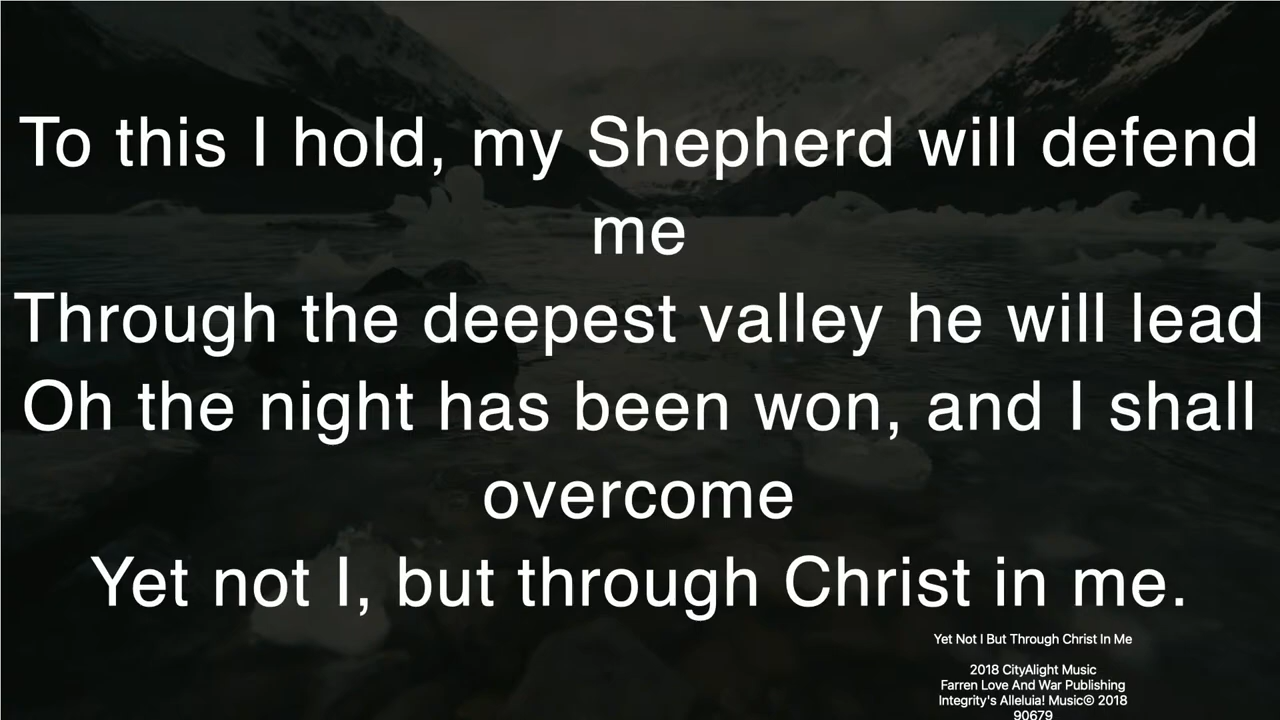 To this I hold, my Shepherd will defend
me
Through the deepest valley he will lead
Oh the night has been won, and I shall
overcome
Yet not I, but through Christ in me.
Yet Not I But Through Christ In Me
2018 CityAlight Music
Farren Love And War Publishing
Integrity's Alleluia! Music© 2018
90679